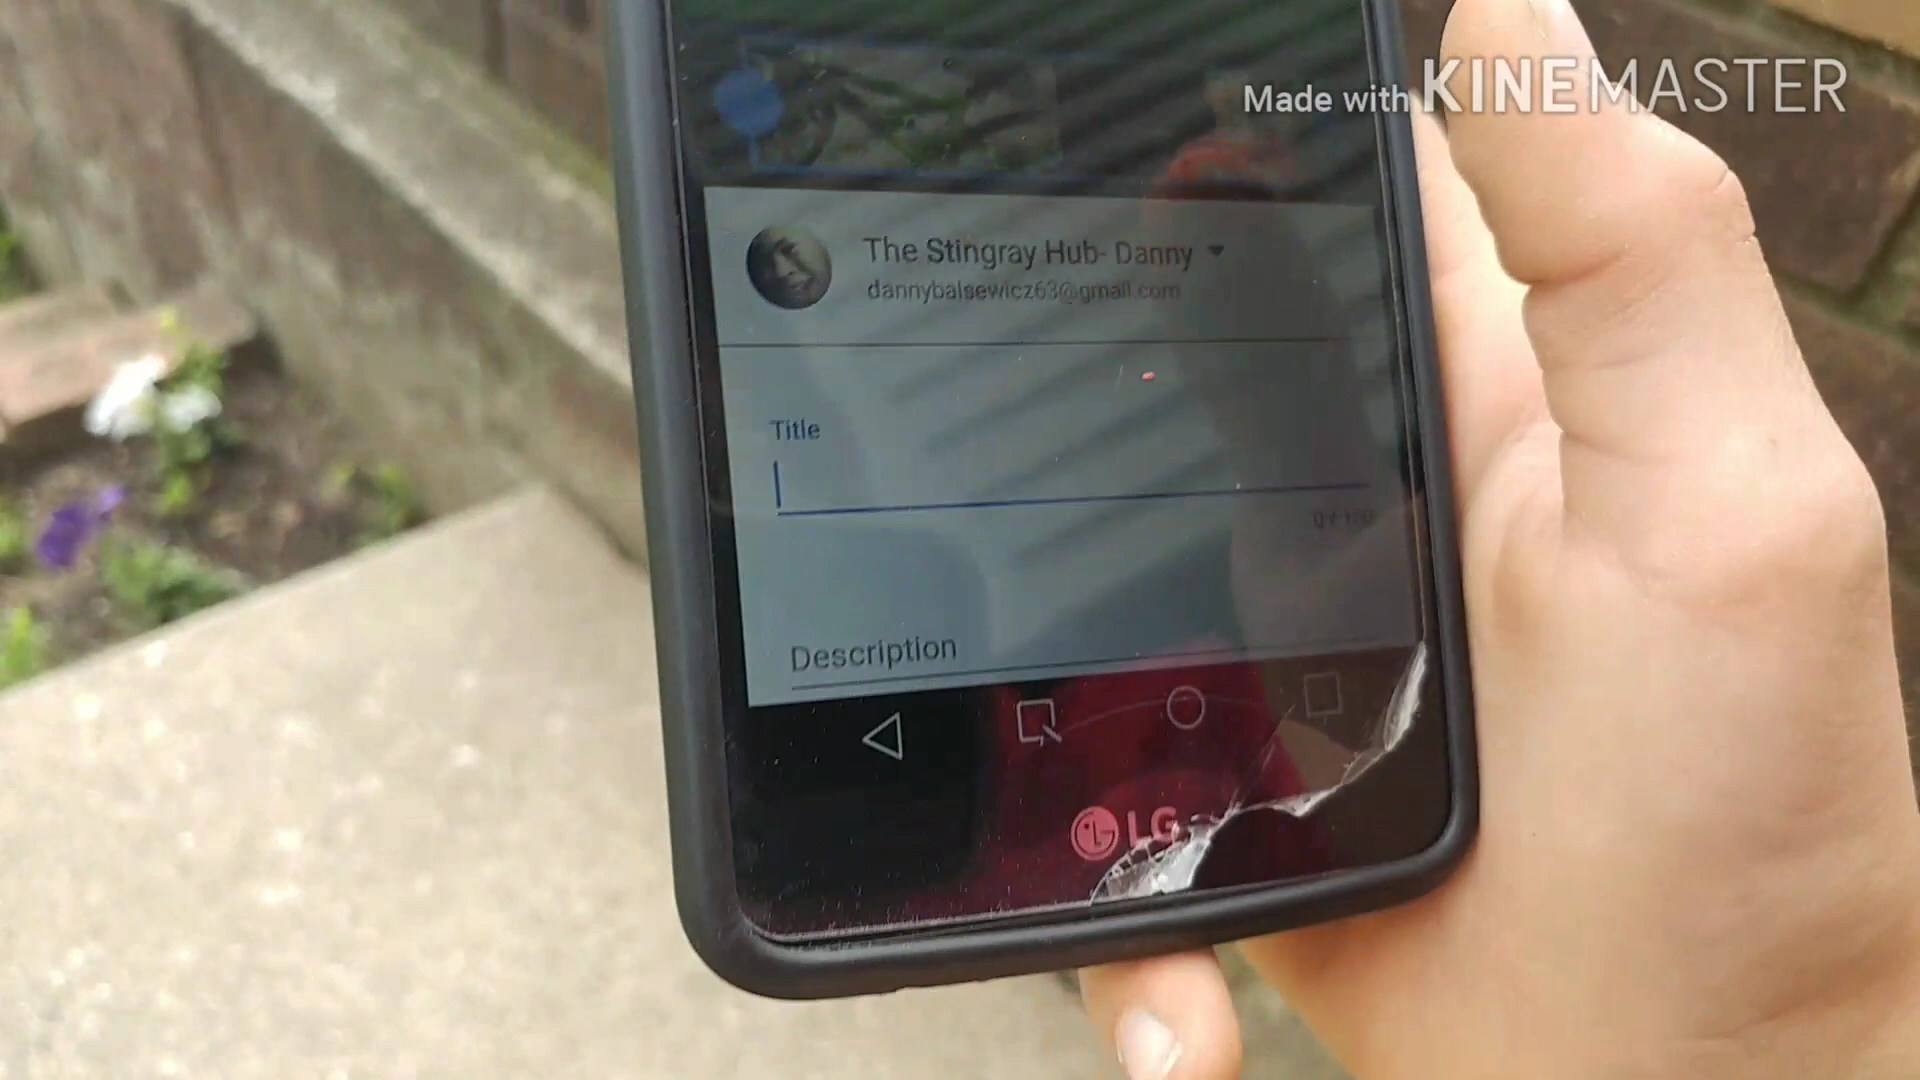 Made with KINEMASTER
The Stingray Hub- Danny
dannybalsewicz63@gmail.com
Title
Description
LG